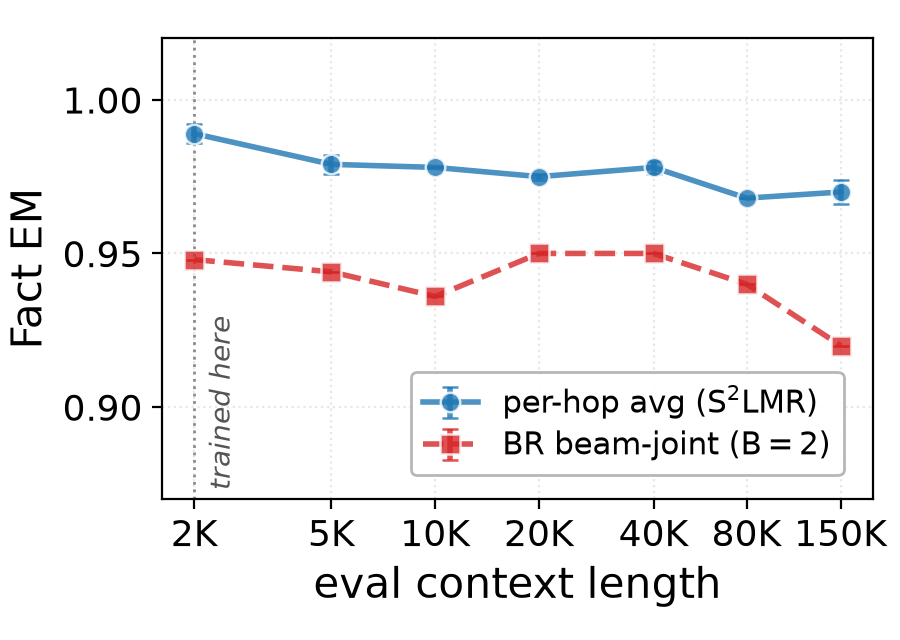 1.00
0.95
0.90
Fact EM
trained here
per-hop avg (S²LMR)
BR beam-joint (B = 2)
2K 5K 10K 20K 40K 80K 150K
eval context length